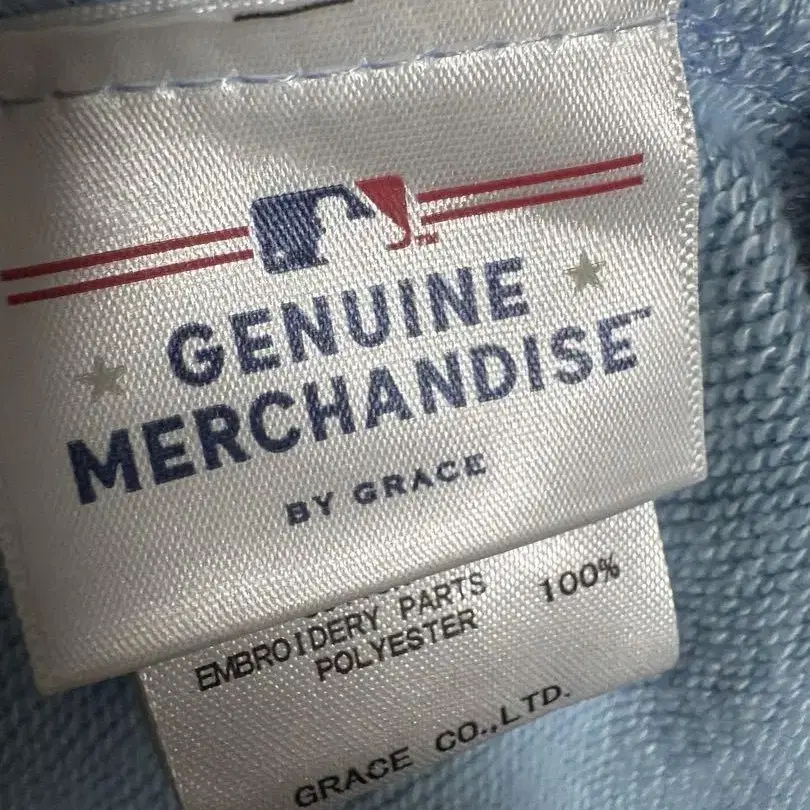 GENUINE
MERCHANDISE™
BY GRACE
EMBROIDERY PARTS
POLYESTER 100%
GRACE CO.,LTD.